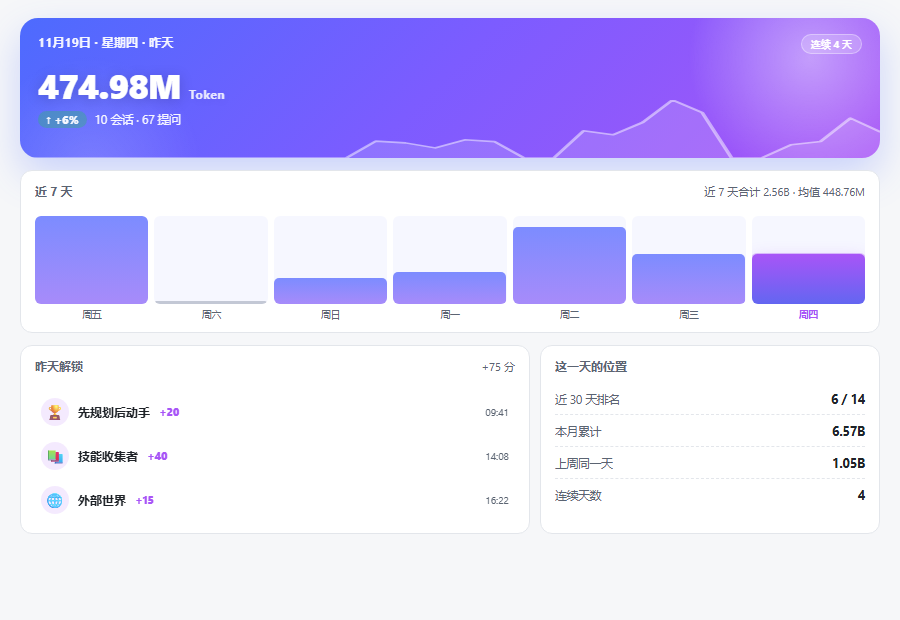 11月19日 · 星期四 · 昨天
连续 4 天
474.98M Token
↑ +6% 10 会话 · 67 提问
近 7 天
近 7 天合计 2.56B · 均值 448.76M
周五 周六 周日 周一 周二 周三 周四
昨天解锁
+75 分
先规划后动手 +20 09:41
技能收集者 +40 14:08
外部世界 +15 16:22
这一天的位置
近 30 天排名 6 / 14
本月累计 6.57B
上周同一天 1.05B
连续天数 4